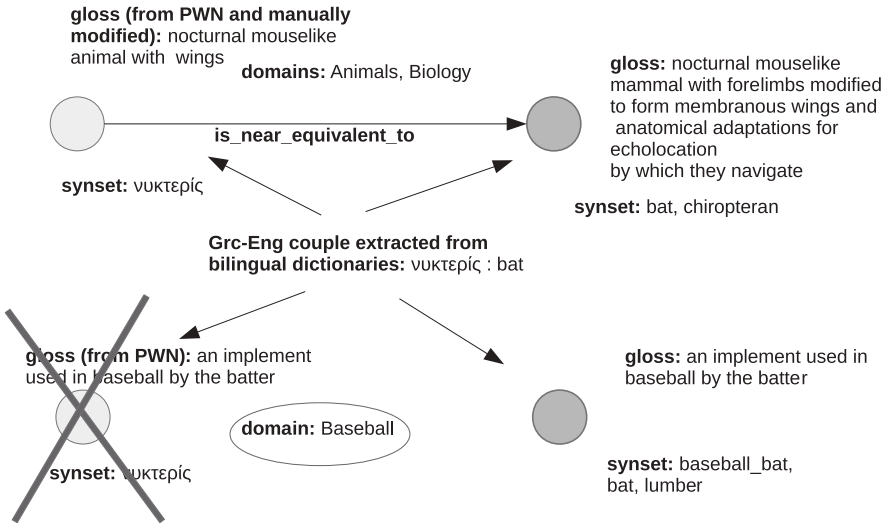 gloss (from PWN and manually
modified): nocturnal mouselike
animal with wings
domains: Animals, Biology
gloss: nocturnal mouselike
mammal with forelimbs modified
to form membranous wings and
anatomical adaptations for
echolocation
by which they navigate
is_near_equivalent_to
synset: νυκτερίς
synset: bat, chiropteran
Grc-Eng couple extracted from
bilingual dictionaries: νυκτερίς : bat
gloss (from PWN): an implement
used in baseball by the batter
gloss: an implement used in
baseball by the batter
domain: Baseball
synset: νυκτερίς
synset: baseball_bat,
bat, lumber